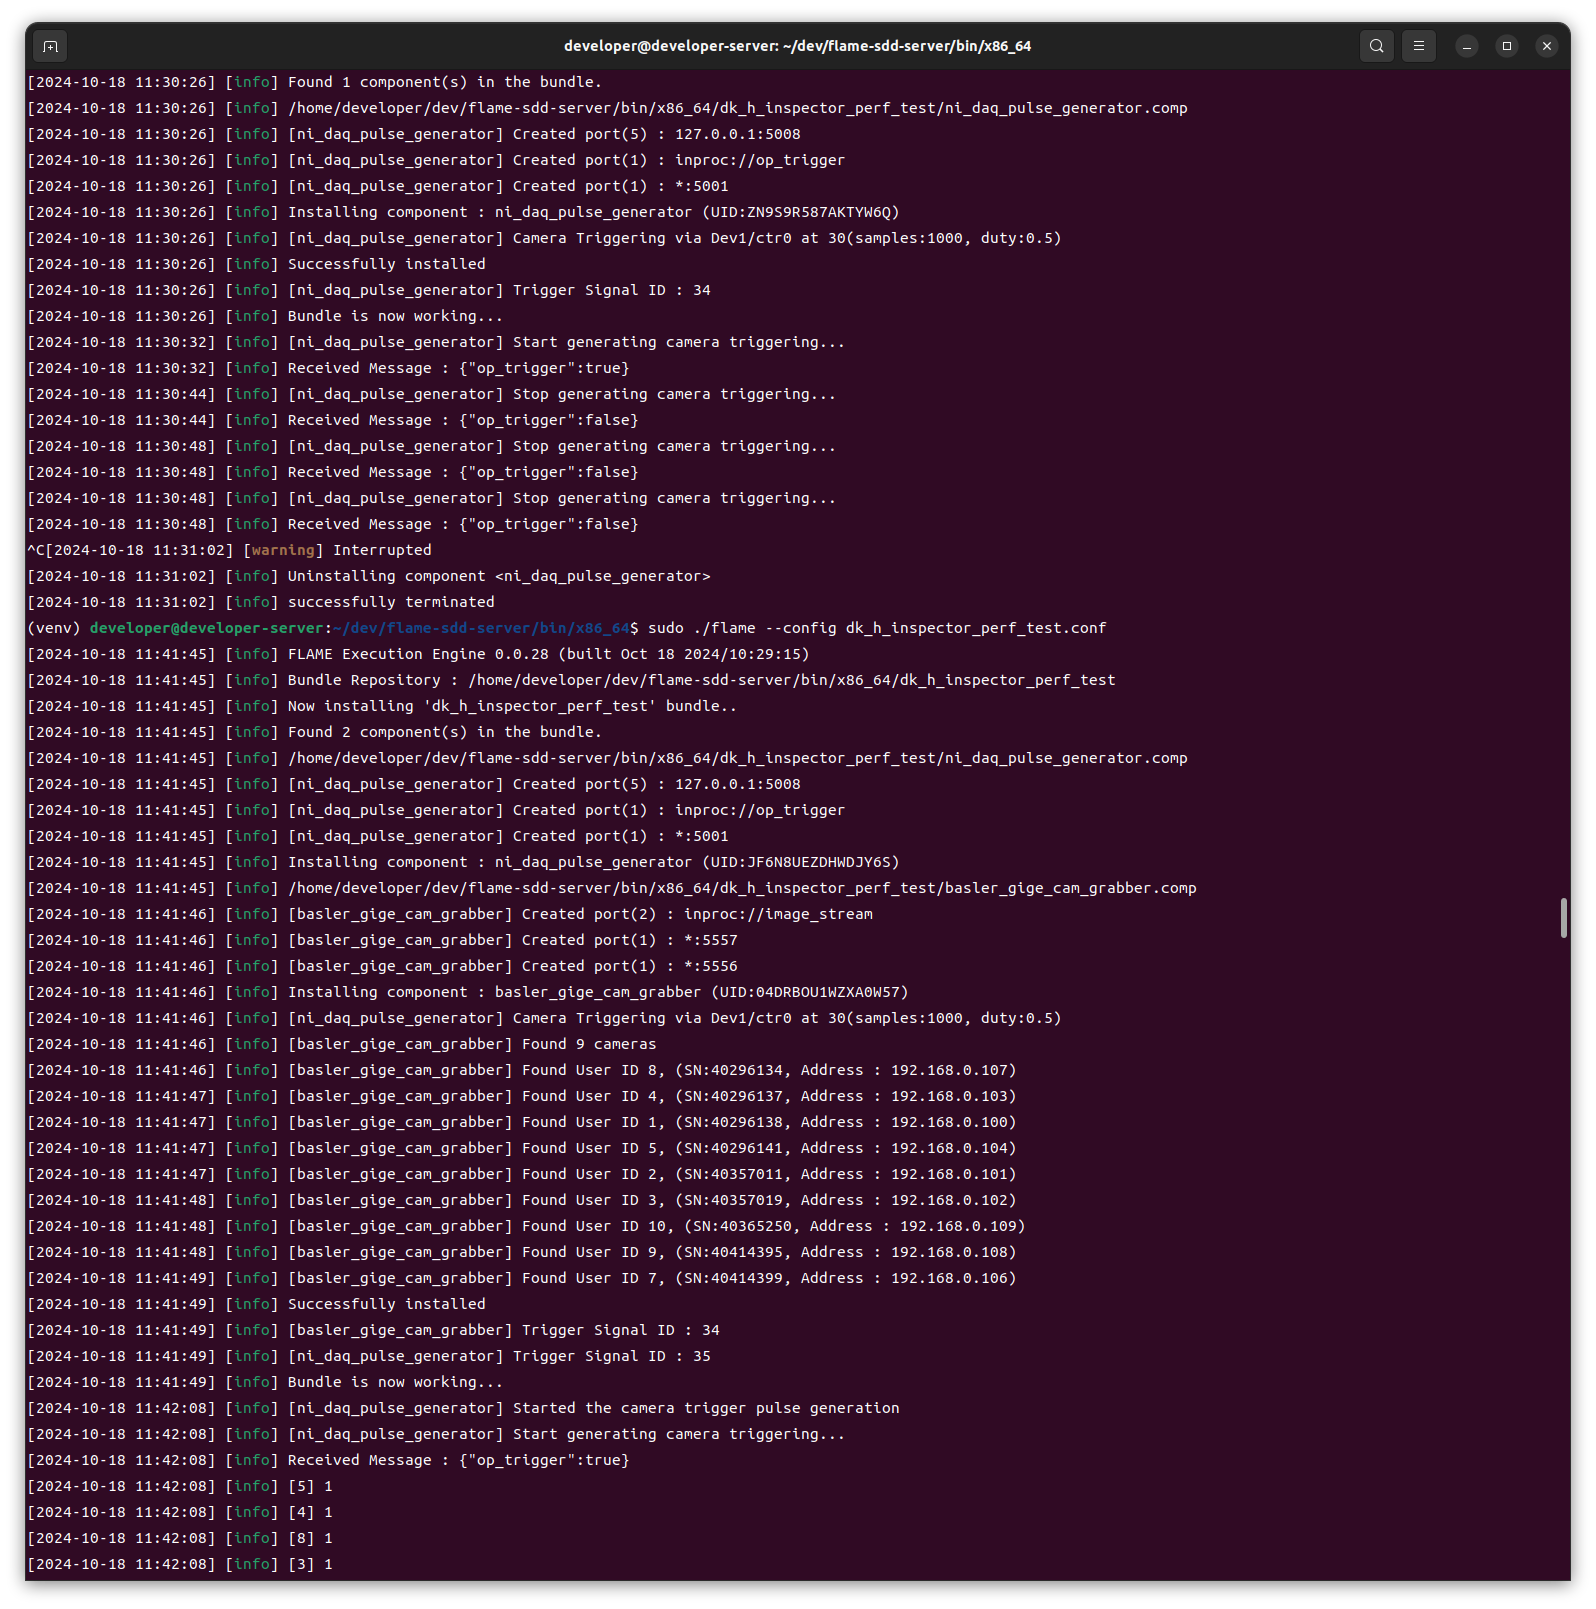 developer@developer-server: ~/dev/flame-sdd-server/bin/x86_64
[2024-10-18 11:30:26] [info] Found 1 component(s) in the bundle.
[2024-10-18 11:30:26] [info] /home/developer/dev/flame-sdd-server/bin/x86_64/dk_h_inspector_perf_test/ni_daq_pulse_generator.comp
[2024-10-18 11:30:26] [info] [ni_daq_pulse_generator] Created port(5) : 127.0.0.1:5008
[2024-10-18 11:30:26] [info] [ni_daq_pulse_generator] Created port(1) : inproc://op_trigger
[2024-10-18 11:30:26] [info] [ni_daq_pulse_generator] Created port(1) : *:5001
[2024-10-18 11:30:26] [info] Installing component : ni_daq_pulse_generator (UID:ZN9S9R587AKTYW6Q)
[2024-10-18 11:30:26] [info] [ni_daq_pulse_generator] Camera Triggering via Dev1/ctr0 at 30(samples:1000, duty:0.5)
[2024-10-18 11:30:26] [info] Successfully installed
[2024-10-18 11:30:26] [info] [ni_daq_pulse_generator] Trigger Signal ID : 34
[2024-10-18 11:30:26] [info] Bundle is now working...
[2024-10-18 11:30:32] [info] [ni_daq_pulse_generator] Start generating camera triggering...
[2024-10-18 11:30:32] [info] Received Message : {"op_trigger":true}
[2024-10-18 11:30:44] [info] [ni_daq_pulse_generator] Stop generating camera triggering...
[2024-10-18 11:30:44] [info] Received Message : {"op_trigger":false}
[2024-10-18 11:30:48] [info] [ni_daq_pulse_generator] Stop generating camera triggering...
[2024-10-18 11:30:48] [info] Received Message : {"op_trigger":false}
[2024-10-18 11:30:48] [info] [ni_daq_pulse_generator] Stop generating camera triggering...
[2024-10-18 11:30:48] [info] Received Message : {"op_trigger":false}
^C[2024-10-18 11:31:02] [warning] Interrupted
[2024-10-18 11:31:02] [info] Uninstalling component <ni_daq_pulse_generator>
[2024-10-18 11:31:02] [info] successfully terminated
(venv) developer@developer-server:~/dev/flame-sdd-server/bin/x86_64$ sudo ./flame --config dk_h_inspector_perf_test.conf
[2024-10-18 11:41:45] [info] FLAME Execution Engine 0.0.28 (built Oct 18 2024/10:29:15)
[2024-10-18 11:41:45] [info] Bundle Repository : /home/developer/dev/flame-sdd-server/bin/x86_64/dk_h_inspector_perf_test
[2024-10-18 11:41:45] [info] Now installing 'dk_h_inspector_perf_test' bundle..
[2024-10-18 11:41:45] [info] Found 2 component(s) in the bundle.
[2024-10-18 11:41:45] [info] /home/developer/dev/flame-sdd-server/bin/x86_64/dk_h_inspector_perf_test/ni_daq_pulse_generator.comp
[2024-10-18 11:41:45] [info] [ni_daq_pulse_generator] Created port(5) : 127.0.0.1:5008
[2024-10-18 11:41:45] [info] [ni_daq_pulse_generator] Created port(1) : inproc://op_trigger
[2024-10-18 11:41:45] [info] [ni_daq_pulse_generator] Created port(1) : *:5001
[2024-10-18 11:41:45] [info] Installing component : ni_daq_pulse_generator (UID:JF6N8UEZDHWDJY6S)
[2024-10-18 11:41:45] [info] /home/developer/dev/flame-sdd-server/bin/x86_64/dk_h_inspector_perf_test/basler_gige_cam_grabber.comp
[2024-10-18 11:41:46] [info] [basler_gige_cam_grabber] Created port(2) : inproc://image_stream
[2024-10-18 11:41:46] [info] [basler_gige_cam_grabber] Created port(1) : *:5557
[2024-10-18 11:41:46] [info] [basler_gige_cam_grabber] Created port(1) : *:5556
[2024-10-18 11:41:46] [info] Installing component : basler_gige_cam_grabber (UID:04DRBOU1WZXA0W57)
[2024-10-18 11:41:46] [info] [ni_daq_pulse_generator] Camera Triggering via Dev1/ctr0 at 30(samples:1000, duty:0.5)
[2024-10-18 11:41:46] [info] [basler_gige_cam_grabber] Found 9 cameras
[2024-10-18 11:41:46] [info] [basler_gige_cam_grabber] Found User ID 8, (SN:40296134, Address : 192.168.0.107)
[2024-10-18 11:41:47] [info] [basler_gige_cam_grabber] Found User ID 4, (SN:40296137, Address : 192.168.0.103)
[2024-10-18 11:41:47] [info] [basler_gige_cam_grabber] Found User ID 1, (SN:40296138, Address : 192.168.0.100)
[2024-10-18 11:41:47] [info] [basler_gige_cam_grabber] Found User ID 5, (SN:40296141, Address : 192.168.0.104)
[2024-10-18 11:41:47] [info] [basler_gige_cam_grabber] Found User ID 2, (SN:40357011, Address : 192.168.0.101)
[2024-10-18 11:41:48] [info] [basler_gige_cam_grabber] Found User ID 3, (SN:40357019, Address : 192.168.0.102)
[2024-10-18 11:41:48] [info] [basler_gige_cam_grabber] Found User ID 10, (SN:40365250, Address : 192.168.0.109)
[2024-10-18 11:41:48] [info] [basler_gige_cam_grabber] Found User ID 9, (SN:40414395, Address : 192.168.0.108)
[2024-10-18 11:41:49] [info] [basler_gige_cam_grabber] Found User ID 7, (SN:40414399, Address : 192.168.0.106)
[2024-10-18 11:41:49] [info] Successfully installed
[2024-10-18 11:41:49] [info] [basler_gige_cam_grabber] Trigger Signal ID : 34
[2024-10-18 11:41:49] [info] [ni_daq_pulse_generator] Trigger Signal ID : 35
[2024-10-18 11:41:49] [info] Bundle is now working...
[2024-10-18 11:42:08] [info] [ni_daq_pulse_generator] Started the camera trigger pulse generation
[2024-10-18 11:42:08] [info] [ni_daq_pulse_generator] Start generating camera triggering...
[2024-10-18 11:42:08] [info] Received Message : {"op_trigger":true}
[2024-10-18 11:42:08] [info] [5] 1
[2024-10-18 11:42:08] [info] [4] 1
[2024-10-18 11:42:08] [info] [8] 1
[2024-10-18 11:42:08] [info] [3] 1